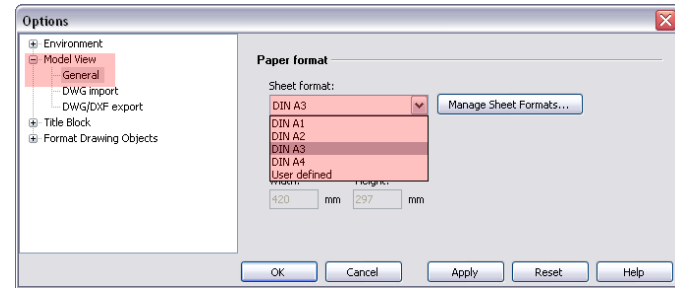 Options
Environment
Model View
General
DWG import
DWG/DXF export
Title Block
Format Drawing Objects
Paper format
Sheet format:
DIN A3
Manage Sheet Formats...
DIN A1
DIN A2
DIN A3
DIN A4
User defined
Width: Height:
420 mm 297 mm
OK Cancel Apply Reset Help